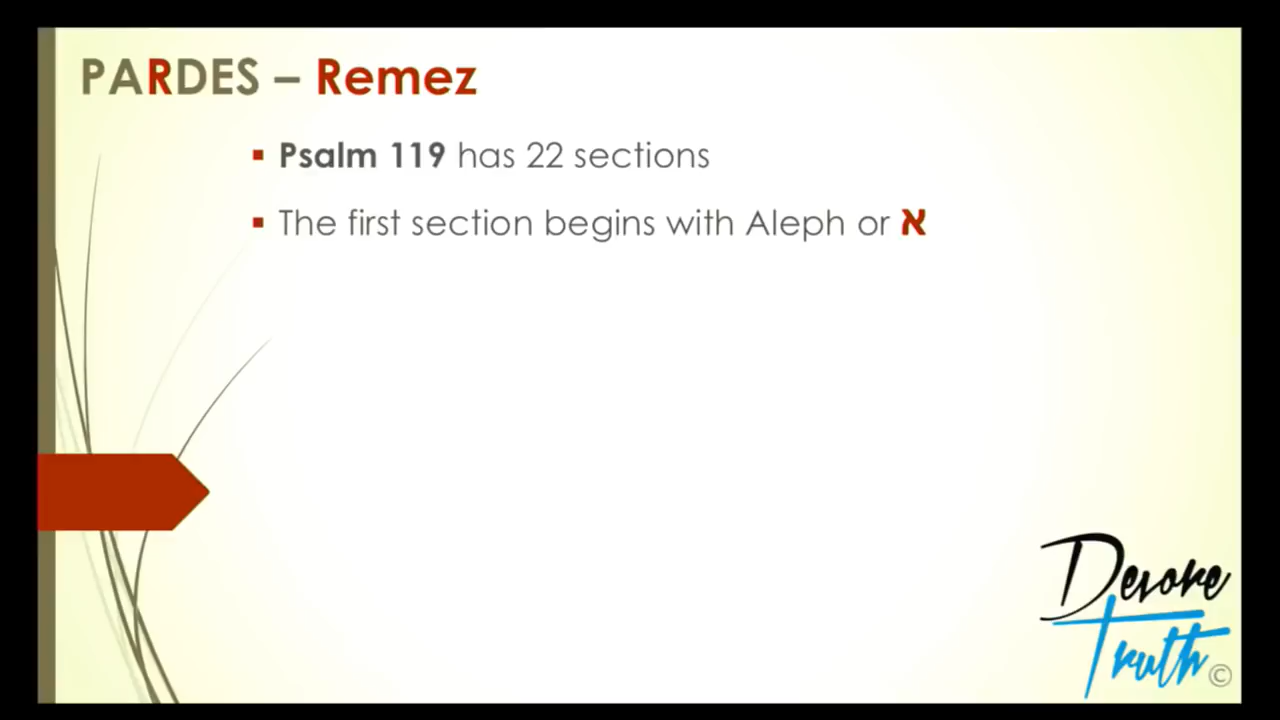 PARDES – Remez
▪ Psalm 119 has 22 sections
▪ The first section begins with Aleph or א
Devore
Truth ©